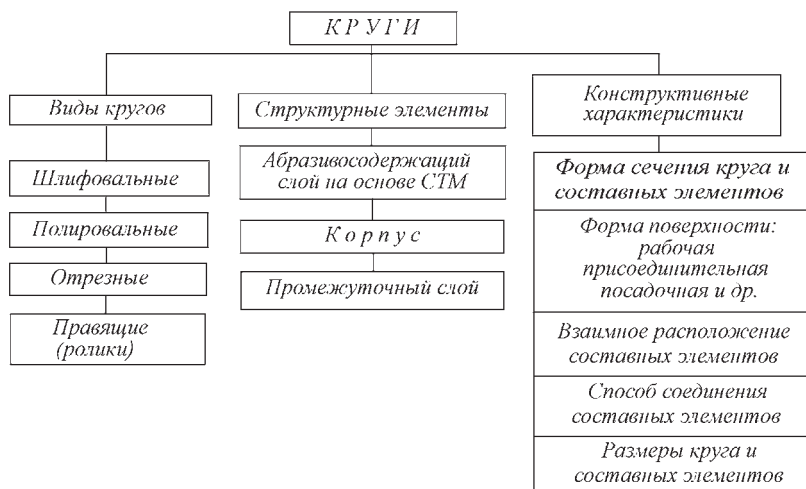 КРУГИ
Виды кругов
Шлифовальные
Полировальные
Отрезные
Правящие
(ролики)
Структурные элементы
Абразивосодержащий
слой на основе СТМ
Корпус
Промежуточный слой
Конструктивные
характеристики
Форма сечения круга и
составных элементов
Форма поверхности:
рабочая
присоединительная
посадочная и др.
Взаимное расположение
составных элементов
Способ соединения
составных элементов
Размеры круга и
составных элементов